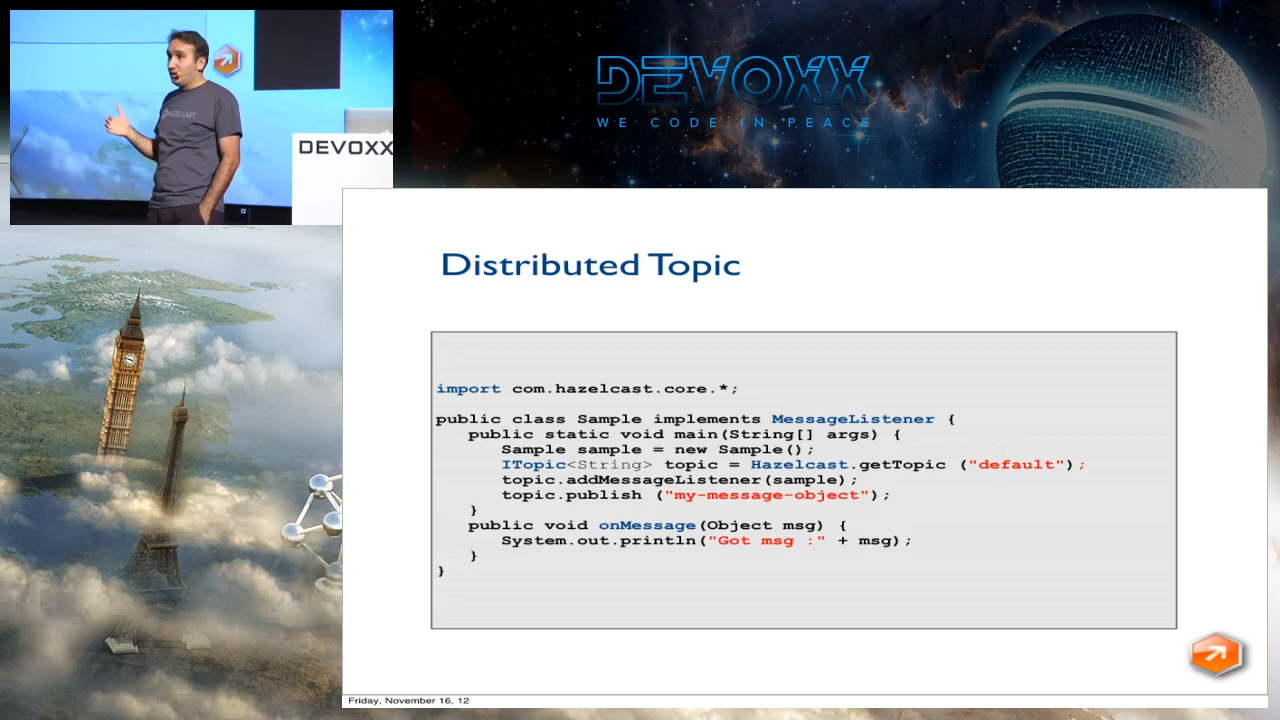 DEVOXX
WE CODE IN PEACE
HAZELCAST
DEVOXX
Distributed Topic
import com.hazelcast.core.*;
public class Sample implements MessageListener {
public static void main(String[] args) {
Sample sample = new Sample();
ITopic<String> topic = Hazelcast.getTopic ("default");
topic.addMessageListener(sample);
topic.publish ("my-message-object");
}
public void onMessage(Object msg) {
System.out.println("Got msg :" + msg);
}
}
Friday, November 16, 12